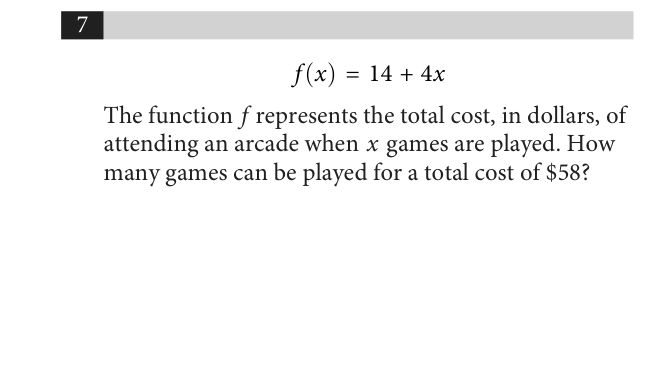 7
f(x) = 14 + 4x
The function f represents the total cost, in dollars, of
attending an arcade when x games are played. How
many games can be played for a total cost of $58?